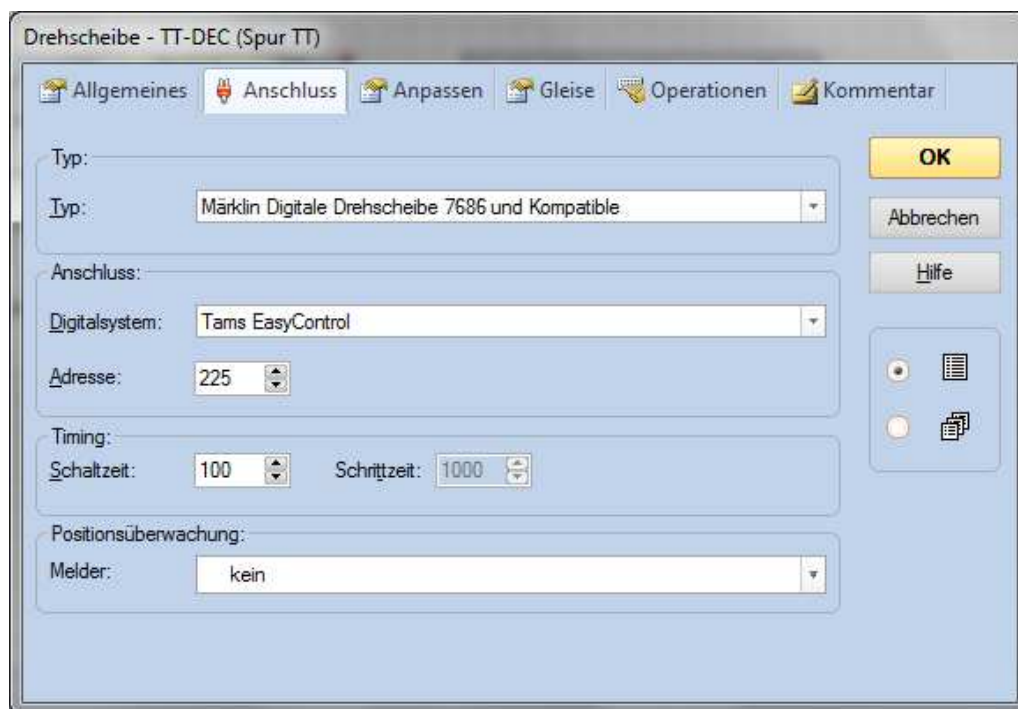 Drehscheibe - TT-DEC (Spur TT)
Allgemeines Anschluss Anpassen Gleise Operationen Kommentar
Typ:
Typ: Märklin Digitale Drehscheibe 7686 und Kompatible
OK
Abbrechen
Hilfe
Anschluss:
Digitalsystem: Tams EasyControl
Adresse: 225
Timing:
Schaltzeit: 100 Schrittzeit: 1000
Positionsüberwachung:
Melder: kein